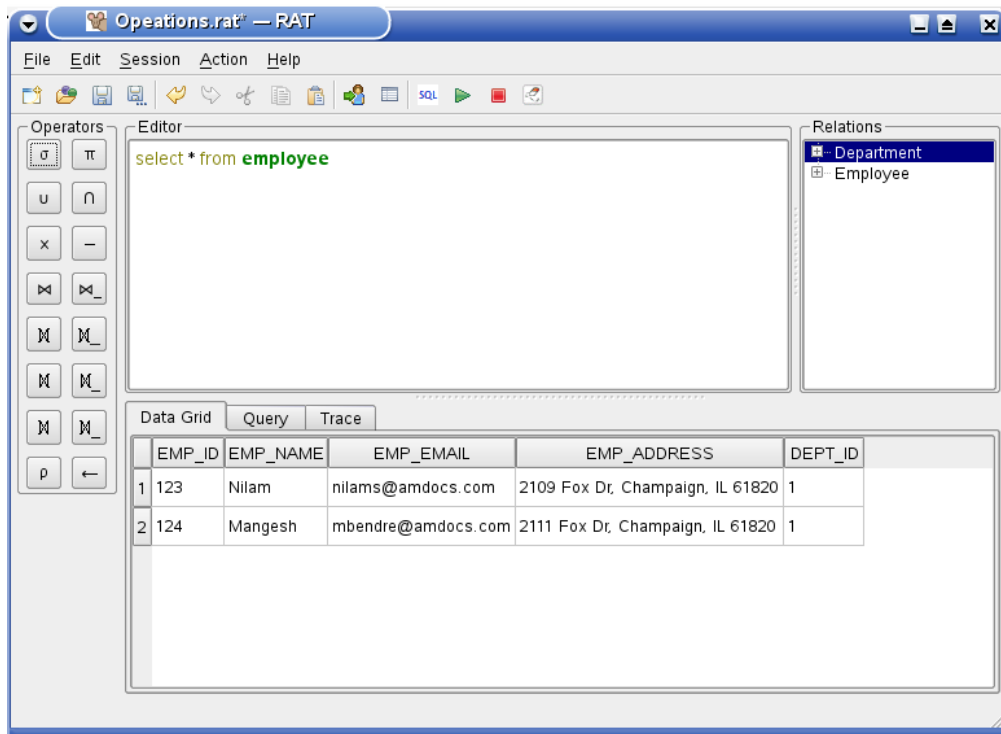 Opeations.rat* — RAT
File Edit Session Action Help
SQL
Operators
Editor
Relations
σ π
∪ ∩
× −
⋈ ⋈_
ρ ←
select * from employee
Department
Employee
Data Grid Query Trace
EMP_ID EMP_NAME EMP_EMAIL EMP_ADDRESS DEPT_ID
1 123 Nilam nilams@amdocs.com 2109 Fox Dr, Champaign, IL 61820 1
2 124 Mangesh mbendre@amdocs.com 2111 Fox Dr, Champaign, IL 61820 1